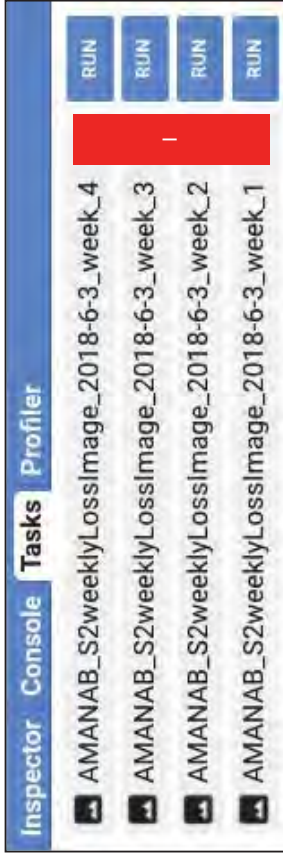 Inspector Console Tasks Profiler
AMANAB_S2weeklyLossImage_2018-6-3_week_4 RUN
AMANAB_S2weeklyLossImage_2018-6-3_week_3 RUN
AMANAB_S2weeklyLossImage_2018-6-3_week_2 RUN
AMANAB_S2weeklyLossImage_2018-6-3_week_1 RUN